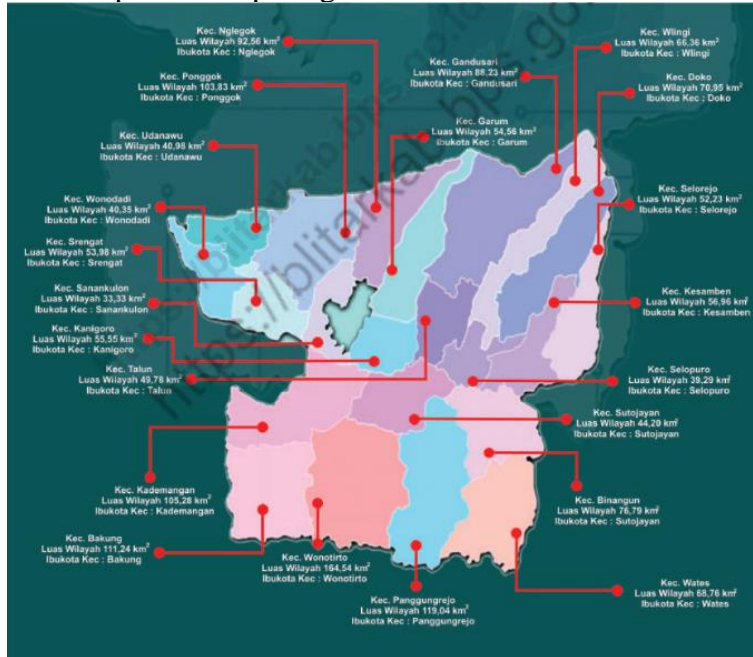 Kec. Nglegok
Luas Wilayah 92,56 km²
Ibukota Kec : Nglegok
Kec. Ponggok
Luas Wilayah 103,83 km²
Ibukota Kec : Ponggok
Kec. Udanawu
Luas Wilayah 40,98 km²
Ibukota Kec : Udanawu
Kec. Wonodadi
Luas Wilayah 40,35 km²
Ibukota Kec : Wonodadi
Kec. Srengat
Luas Wilayah 53,98 km²
Ibukota Kec : Srengat
Kec. Sanankulon
Luas Wilayah 33,33 km²
Ibukota Kec : Sanankulon
Kec. Kanigoro
Luas Wilayah 55,55 km²
Ibukota Kec : Kanigoro
Kec. Talun
Luas Wilayah 49,78 km²
Ibukota Kec : Talun
Kec. Kademangan
Luas Wilayah 105,28 km²
Ibukota Kec : Kademangan
Kec. Bakung
Luas Wilayah 111,24 km²
Ibukota Kec : Bakung
Kec. Wonotirto
Luas Wilayah 164,54 km²
Ibukota Kec : Wonotirto
Kec. Panggungrejo
Luas Wilayah 119,04 km²
Ibukota Kec : Panggungrejo
Kec. Wates
Luas Wilayah 68,76 km²
Ibukota Kec : Wates
Kec. Binangun
Luas Wilayah 76,79 km²
Ibukota Kec : Sutojayan
Kec. Sutojayan
Luas Wilayah 44,20 km²
Ibukota Kec : Sutojayan
Kec. Selopuro
Luas Wilayah 39,29 km²
Ibukota Kec : Selopuro
Kec. Kesamben
Luas Wilayah 56,96 km²
Ibukota Kec : Kesamben
Kec. Selorejo
Luas Wilayah 52,23 km²
Ibukota Kec : Selorejo
Kec. Doko
Luas Wilayah 70,95 km²
Ibukota Kec : Doko
Kec. Wlingi
Luas Wilayah 66,36 km²
Ibukota Kec : Wlingi
Kec. Gandusari
Luas Wilayah 88,23 km²
Ibukota Kec : Gandusari
Kec. Garum
Luas Wilayah 54,56 km²
Ibukota Kec : Garum
https://blitarkab.bps.go